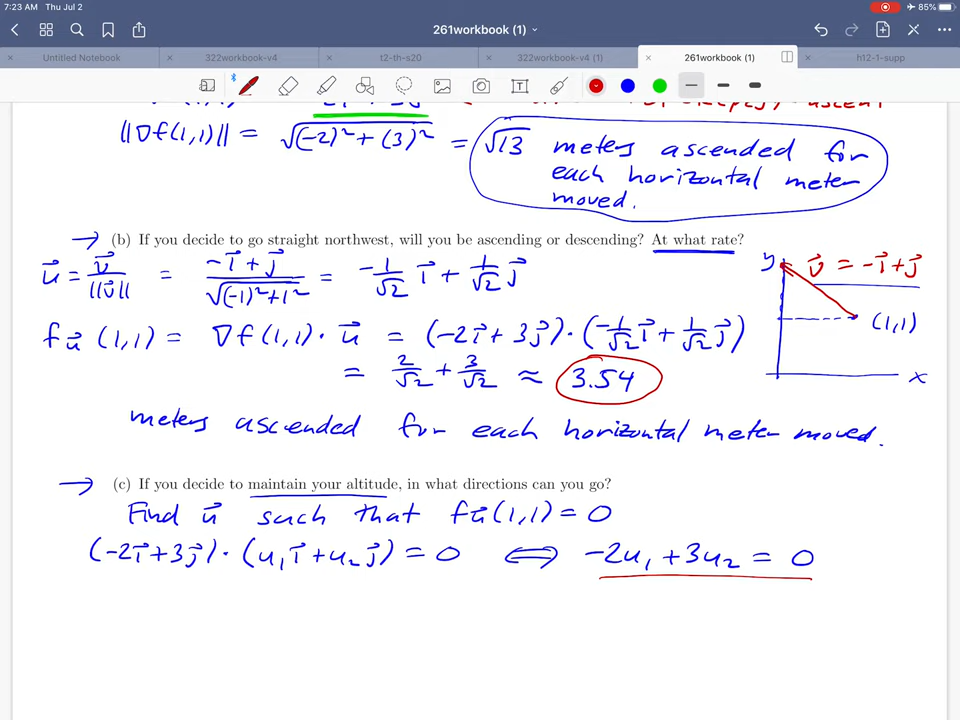 7:23 AM Thu Jul 2
85%
261workbook (1)
Untitled Notebook
322workbook-v4
t2-th-s20
322workbook-v4 (1)
261workbook (1)
h12-1-supp
‖∇f(1,1)‖ = √((-2)² + (3)²) = √13 meters ascended for
each horizontal meter
moved.
→ (b) If you decide to go straight northwest, will you be ascending or descending? At what rate?
u⃗ = v⃗/‖v⃗‖ = (-i⃗ + j⃗)/√((-1)² + 1²) = -1/√2 i⃗ + 1/√2 j⃗
y v⃗ = -i⃗ + j⃗
(1,1)
x
f_u⃗ (1,1) = ∇f(1,1) · u⃗ = (-2i⃗ + 3j⃗) · (-1/√2 i⃗ + 1/√2 j⃗)
= 2/√2 + 3/√2 ≈ 3.54
meters ascended for each horizontal meter moved.
→ (c) If you decide to maintain your altitude, in what directions can you go?
Find u⃗ such that f_u⃗(1,1) = 0
(-2i⃗ + 3j⃗) · (u₁i⃗ + u₂j⃗) = 0 ⟺ -2u₁ + 3u₂ = 0